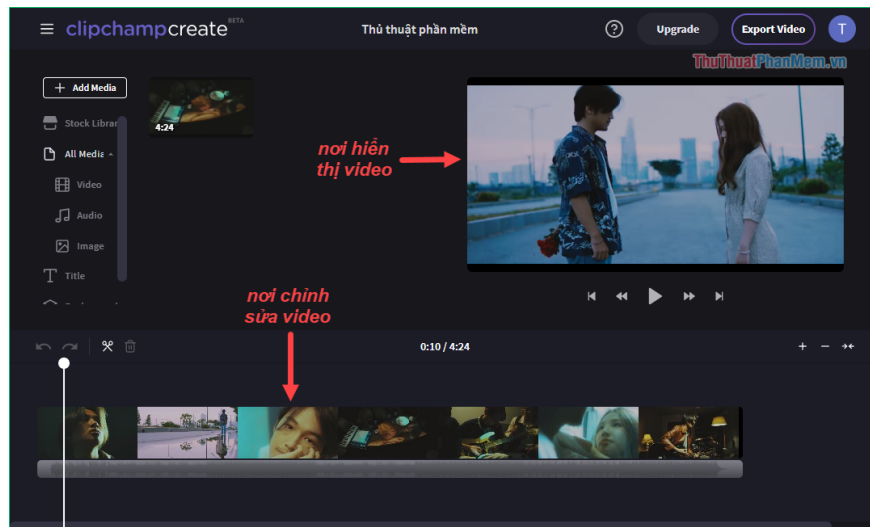 clipchampcreate BETA
Thủ thuật phần mềm
?
Upgrade
Export Video
T
ThuThuatPhanMem.vn
+ Add Media
4:24
Stock Librar
All Media
Video
Audio
Image
Title
nơi hiển
thị video
nơi chỉnh
sửa video
0:10 / 4:24